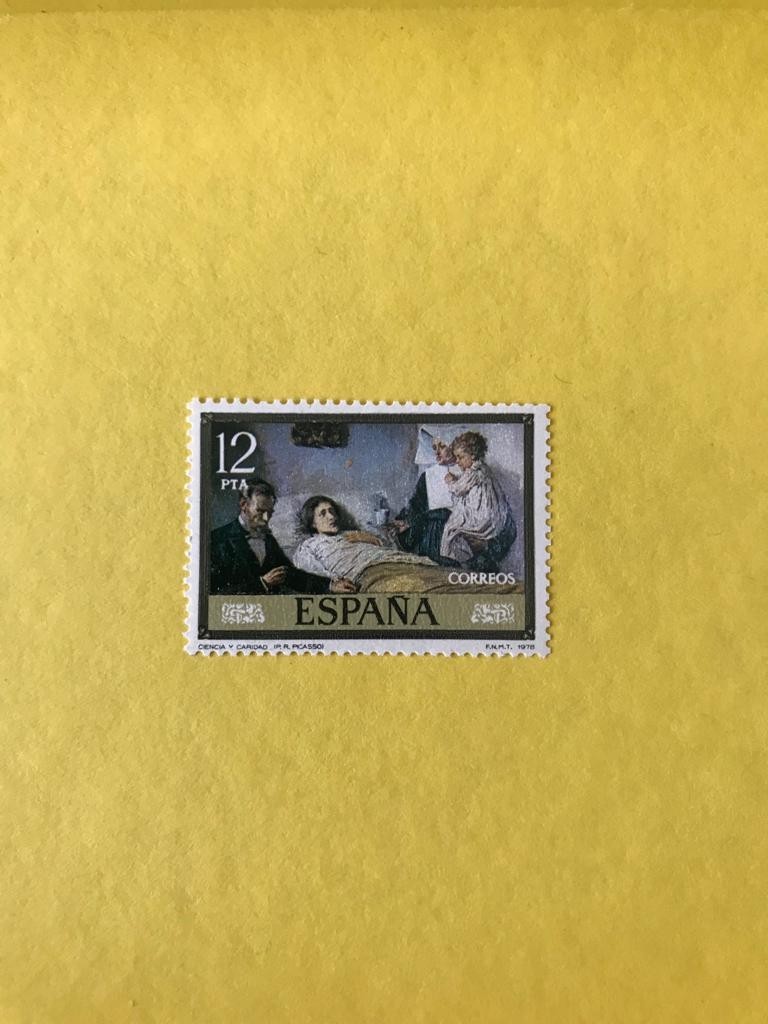 12
PTA
CORREOS
ESPAÑA
CIENCIA Y CARIDAD (P. R. PICASSO)
F.N.M.T. 1978